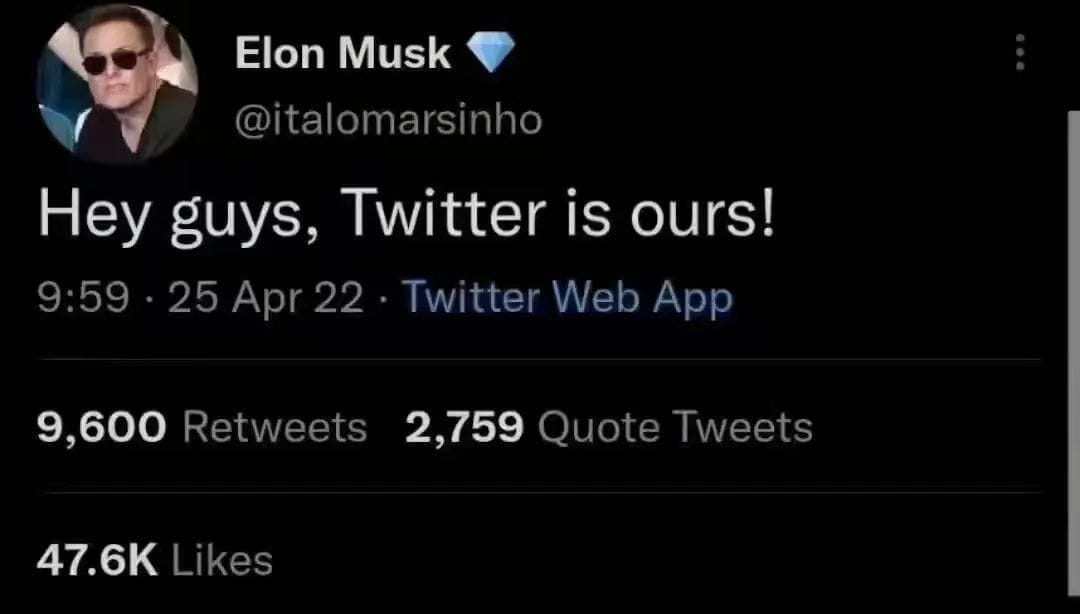 Elon Musk 💎
@italomarsinho
Hey guys, Twitter is ours!
9:59 · 25 Apr 22 · Twitter Web App
9,600 Retweets 2,759 Quote Tweets
47.6K Likes